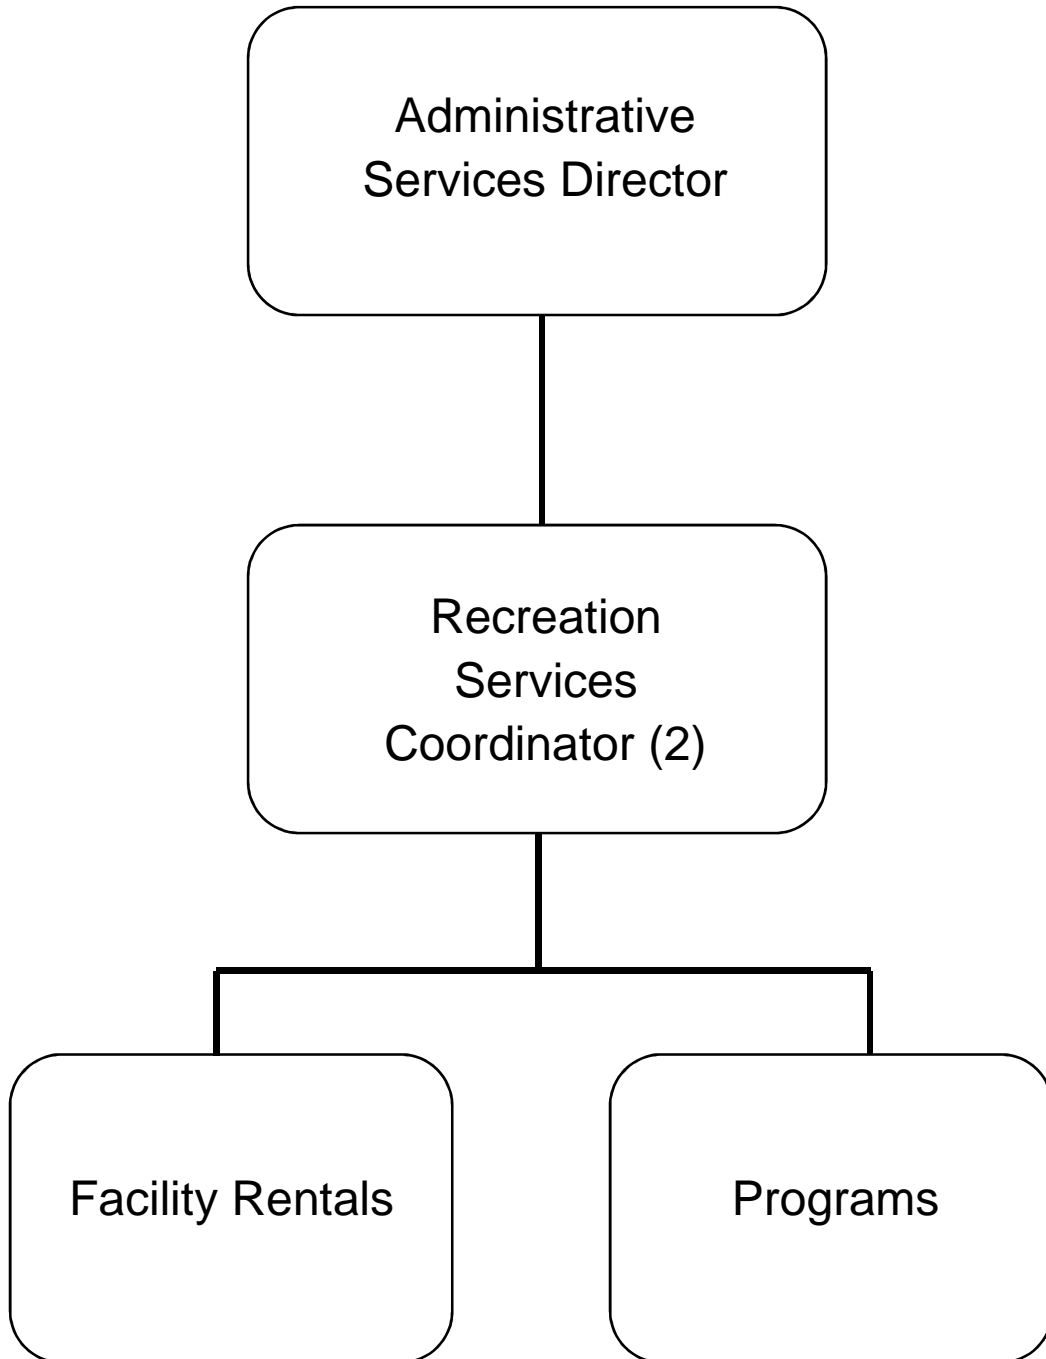 Administrative
Services Director
Recreation
Services
Coordinator (2)
Facility Rentals
Programs